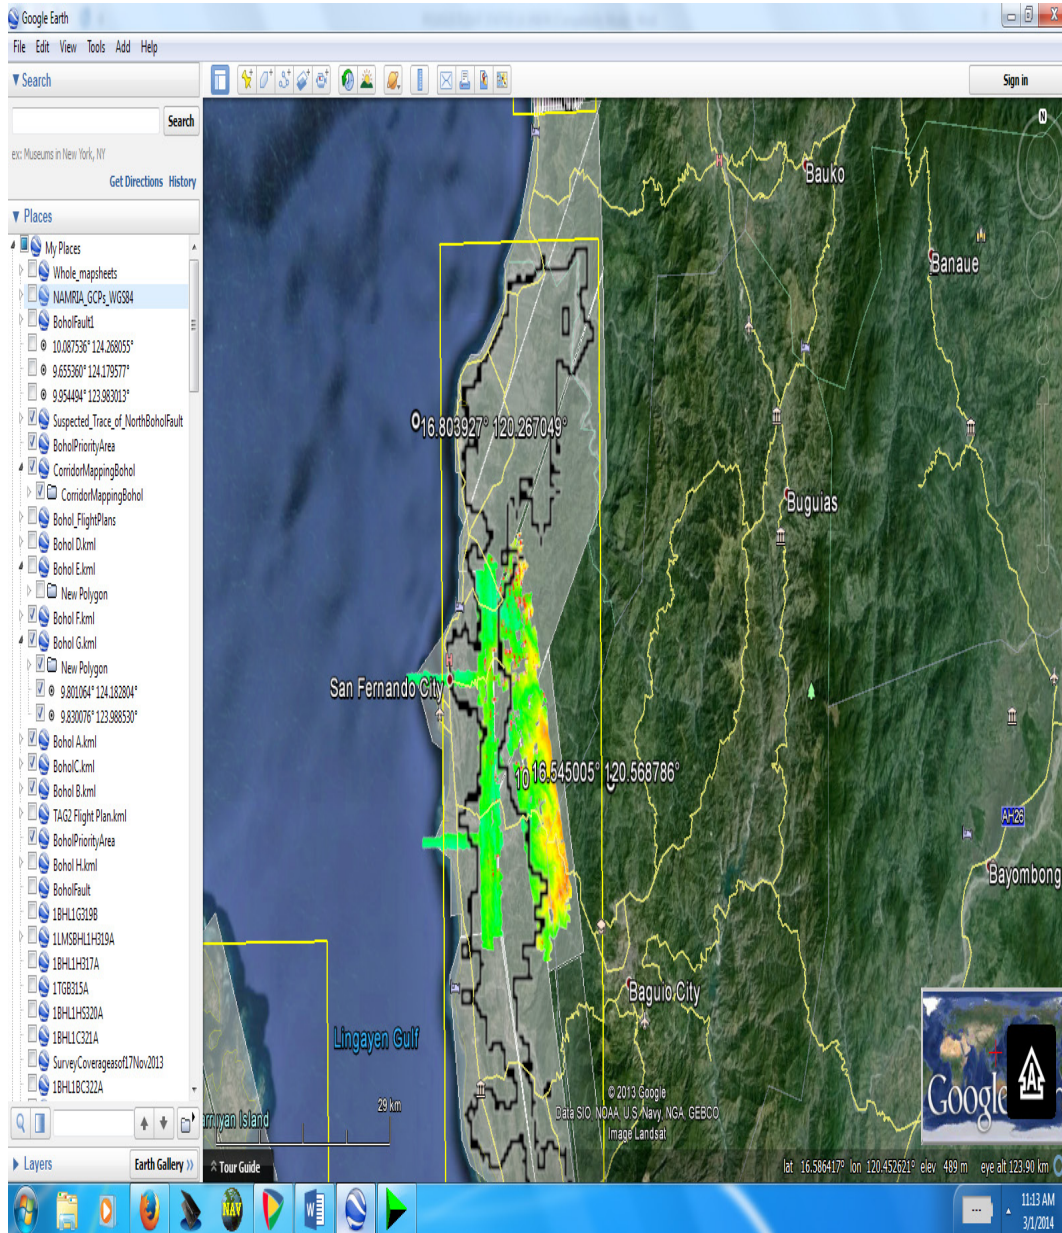 Google Earth
File Edit View Tools Add Help
▼ Search
Search
ex: Museums in New York, NY
Get Directions History
▼ Places
My Places
Whole_mapsheets
NAMRIA_GCPs_WGS84
BoholFault1
10.087536° 124.268055°
9.655360° 124.179577°
9.954494° 123.983013°
Suspected_Trace_of_NorthBoholFault
BoholPriorityArea
CorridorMappingBohol
CorridorMappingBohol
Bohol_FlightPlans
Bohol D.kml
Bohol E.kml
New Polygon
Bohol F.kml
Bohol G.kml
New Polygon
9.801064° 124.182804°
9.830076° 123.988530°
Bohol A.kml
BoholC.kml
Bohol B.kml
TAG2 Flight Plan.kml
BoholPriorityArea
Bohol H.kml
BoholFault
1BHL1G319B
1LMSBHL1H319A
1BHL1H317A
1TGB315A
1BHL1HS320A
1BHL1C321A
SurveyCoverageasof17Nov2013
1BHL1BC322A
Layers
Earth Gallery »
Sign in
N
Bauko
Banaue
16.803927° 120.267049°
Buguias
San Fernando City
10 16.545005° 120.568786°
AH26
Bayombong
Baguio City
Lingayen Gulf
29 km
© 2013 Google
Data SIO, NOAA, U.S. Navy, NGA, GEBCO
Image Landsat
Google
A
Tour Guide
lat 16.586417° lon 120.452621° elev 489 m eye alt 123.90 km
NAV
W
11:13 AM
3/1/2014